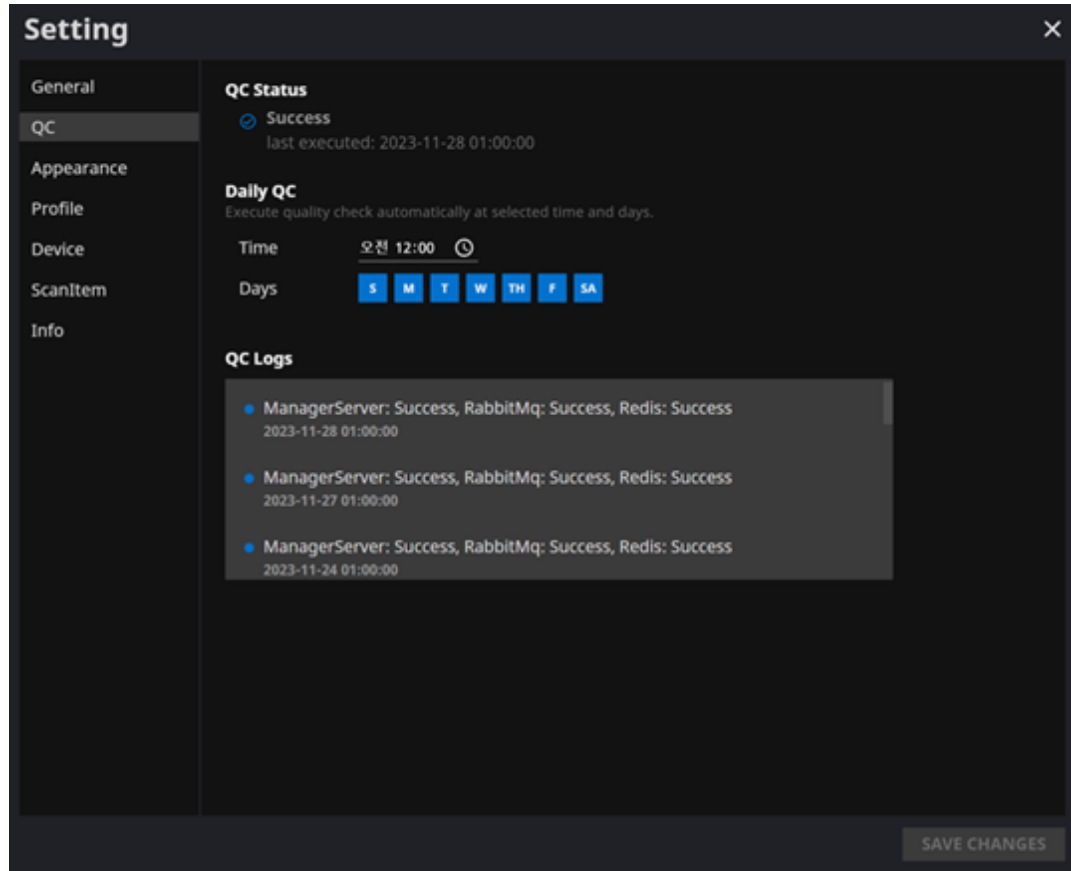 Setting
General
QC
Appearance
Profile
Device
ScanItem
Info
QC Status
Success
last executed: 2023-11-28 01:00:00
Daily QC
Execute quality check automatically at selected time and days.
Time 오전 12:00
Days S M T W TH F SA
QC Logs
ManagerServer: Success, RabbitMq: Success, Redis: Success
2023-11-28 01:00:00
ManagerServer: Success, RabbitMq: Success, Redis: Success
2023-11-27 01:00:00
ManagerServer: Success, RabbitMq: Success, Redis: Success
2023-11-24 01:00:00
SAVE CHANGES